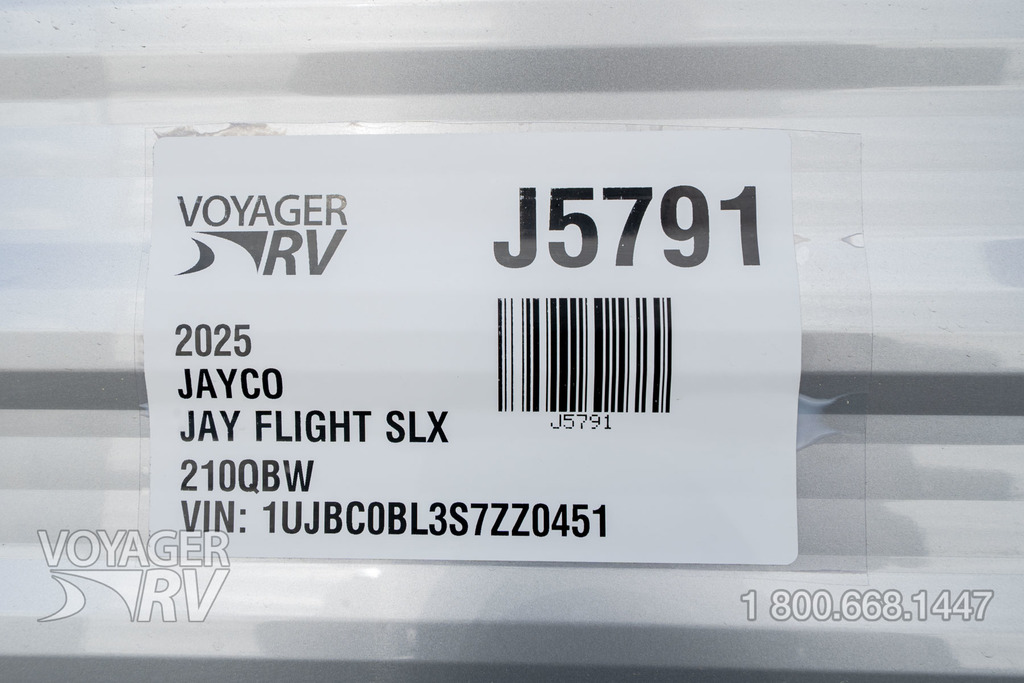 VOYAGER
RV
J5791
2025
JAYCO
JAY FLIGHT SLX
210QBW
VIN: 1UJBC0BL3S7ZZ0451
J5791
VOYAGER
RV
1 800.668.1447